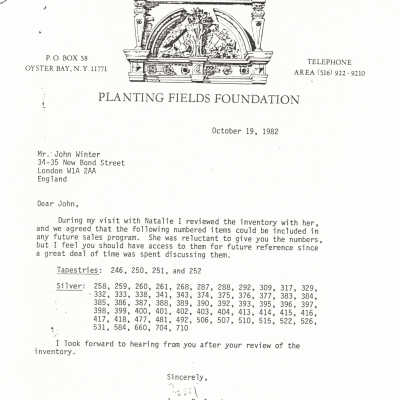 P.O. BOX 58
OYSTER BAY, N.Y. 11771
TELEPHONE
AREA (516) 922-9210
PLANTING FIELDS FOUNDATION
October 19, 1982
Mr. John Winter
34-35 New Bond Street
London W1A 2AA
England
Dear John,
During my visit with Natalie I reviewed the inventory with her,
and we agreed that the following numbered items could be included in
any future sales program. She was reluctant to give you the numbers,
but I feel you should have access to them for future reference since
a great deal of time was spent discussing them.
Tapestries: 246, 250, 251, and 252
Silver: 258, 259, 260, 261, 268, 287, 288, 292, 309, 317, 329,
332, 333, 338, 341, 343, 374, 375, 376, 377, 383, 384,
385, 386, 387, 388, 389, 390, 392, 393, 395, 396, 397,
398, 399, 400, 401, 402, 403, 404, 413, 414, 415, 416,
417, 418, 477, 481, 492, 506, 507, 510, 515, 522, 526,
531, 584, 660, 704, 710
I look forward to hearing from you after your review of the
inventory.
Sincerely,